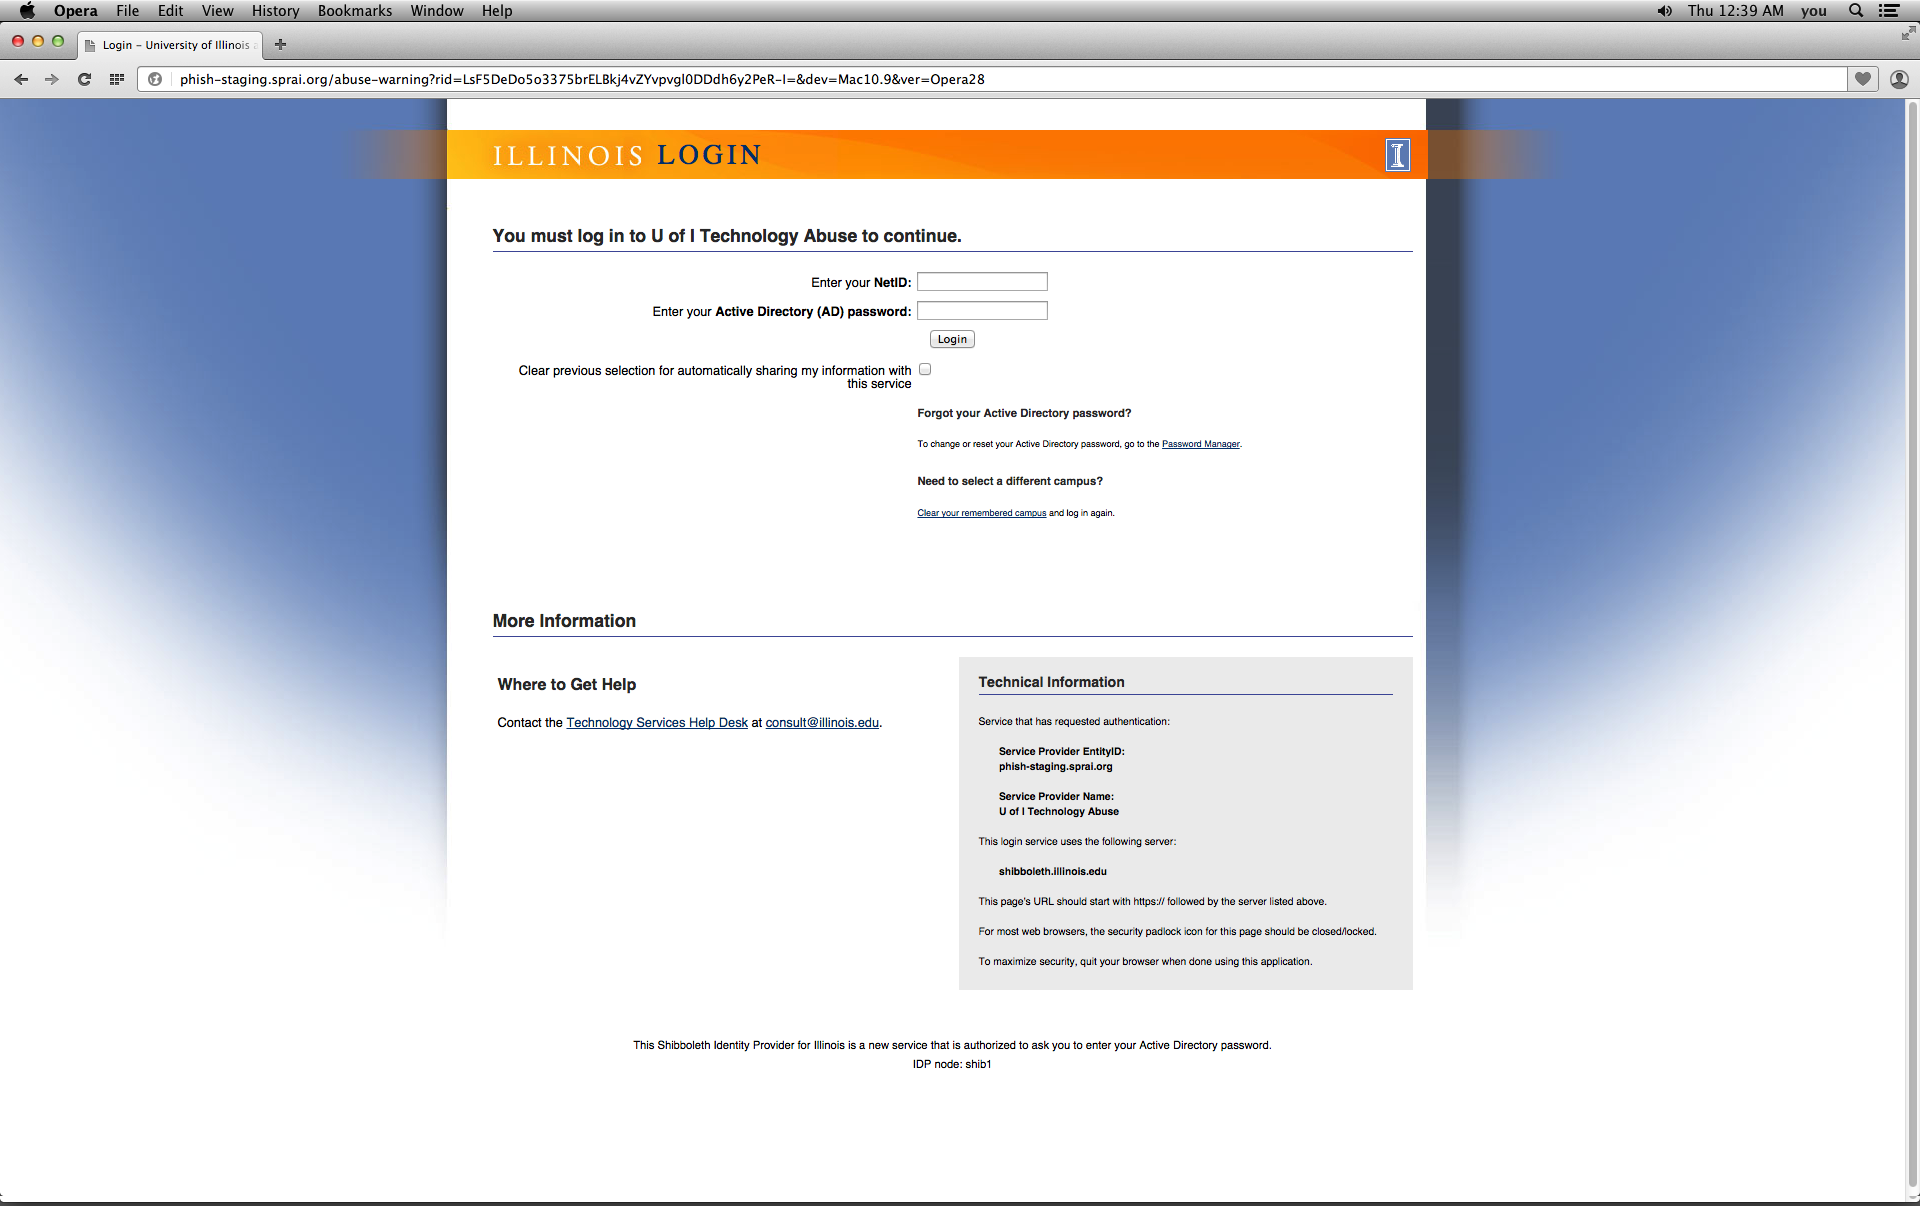 Opera File Edit View History Bookmarks Window Help Thu 12:39 AM you
Login – University of Illinois
phish-staging.sprai.org/abuse-warning?rid=LsF5DeDo5o3375brELBkj4vZYvpvgl0DDdh6y2PeR-I=&dev=Mac10.9&ver=Opera28
ILLINOIS LOGIN
I
You must log in to U of I Technology Abuse to continue.
Enter your NetID:
Enter your Active Directory (AD) password:
Login
Clear previous selection for automatically sharing my information with
this service
Forgot your Active Directory password?
To change or reset your Active Directory password, go to the Password Manager.
Need to select a different campus?
Clear your remembered campus and log in again.
More Information
Where to Get Help
Contact the Technology Services Help Desk at consult@illinois.edu.
Technical Information
Service that has requested authentication:
Service Provider EntityID:
phish-staging.sprai.org
Service Provider Name:
U of I Technology Abuse
This login service uses the following server:
shibboleth.illinois.edu
This page's URL should start with https:// followed by the server listed above.
For most web browsers, the security padlock icon for this page should be closed/locked.
To maximize security, quit your browser when done using this application.
This Shibboleth Identity Provider for Illinois is a new service that is authorized to ask you to enter your Active Directory password.
IDP node: shib1